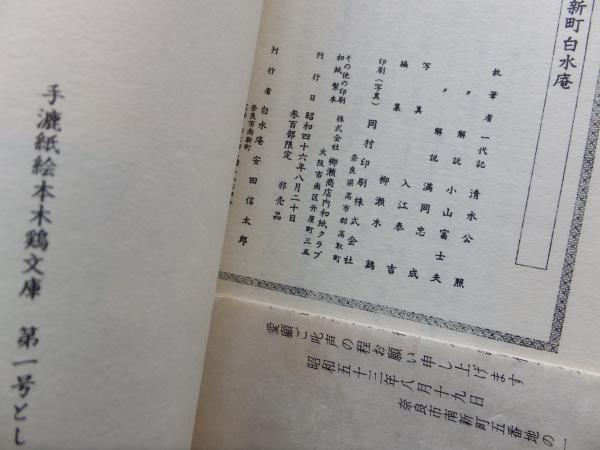 新町白水庵
執筆者 一代記 清水公照
〃 解説 小山富士夫
〃 解説 満岡忠成
写真 入江泰吉
編集 柳瀬木鶏
印刷(写真) 岡村印刷株式会社
奈良県高市郡高取町
その他の印刷 株式会社柳瀬商店内和紙クラブ
和紙製本
大阪市南区丼屋町三五
刊行日 昭和四十六年八月二十日
参百部限定 非売品
刊行者 白水庵 安田信太郎
奈良市南新町
手漉紙絵本木鶏文庫 第一号とし
愛顧ご叱声の程お願い申し上げます
昭和五十三年八月十九日
奈良市南新町五番地の一